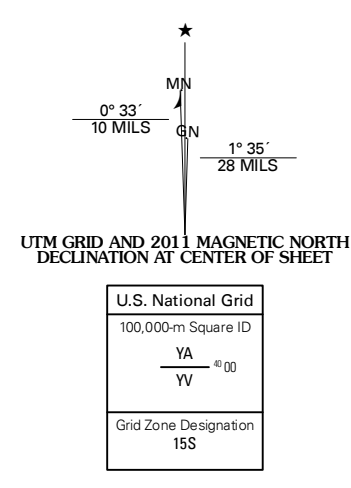 ★
MN
0° 33´
10 MILS
GN
1° 35´
28 MILS
UTM GRID AND 2011 MAGNETIC NORTH
DECLINATION AT CENTER OF SHEET
U.S. National Grid
100,000-m Square ID
YA
40 00
YV
Grid Zone Designation
15S